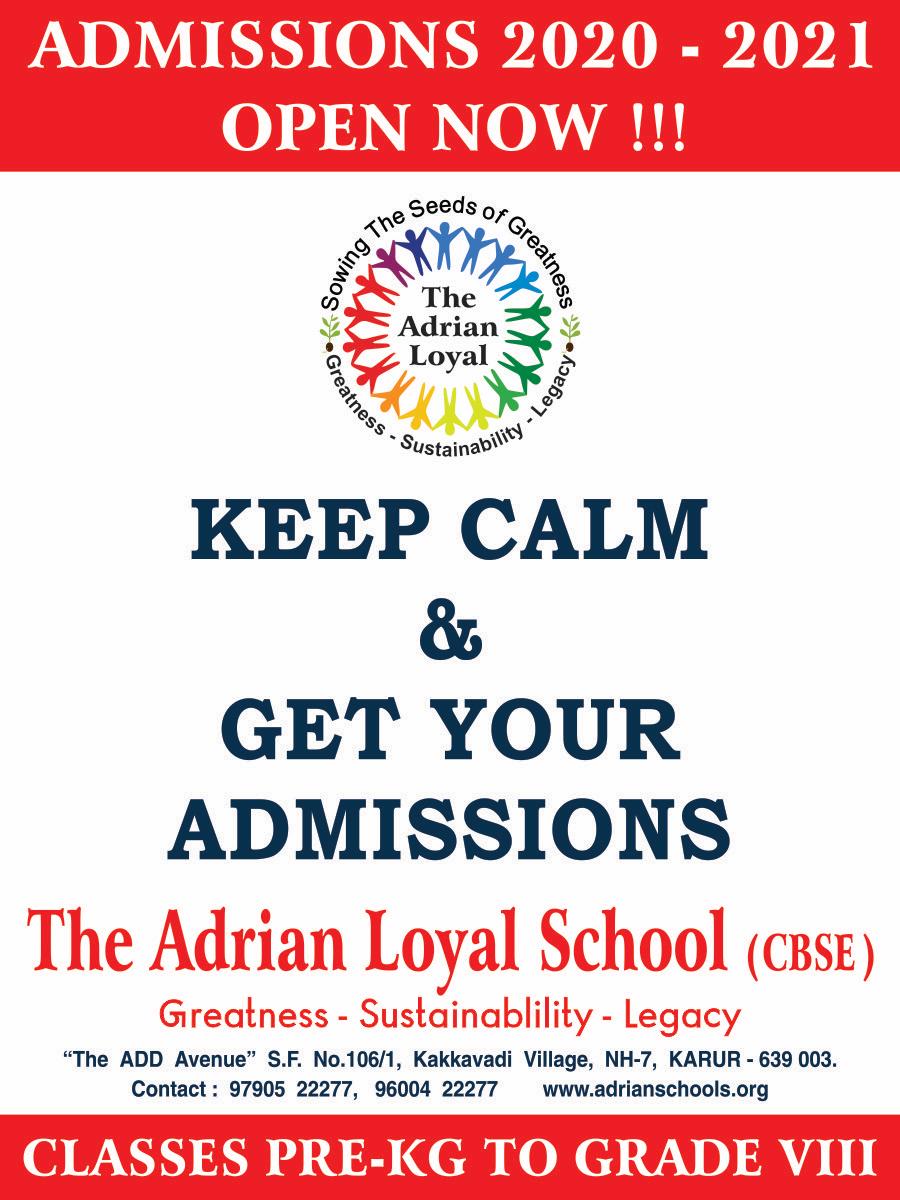 ADMISSIONS 2020 - 2021
OPEN NOW !!!
Sowing The Seeds of Greatness
The
Adrian
Loyal
Greatness - Sustainability - Legacy
KEEP CALM
&
GET YOUR
ADMISSIONS
The Adrian Loyal School (CBSE)
Greatness - Sustainablility - Legacy
“The ADD Avenue” S.F. No.106/1, Kakkavadi Village, NH-7, KARUR - 639 003.
Contact : 97905 22277, 96004 22277 www.adrianschools.org
CLASSES PRE-KG TO GRADE VIII